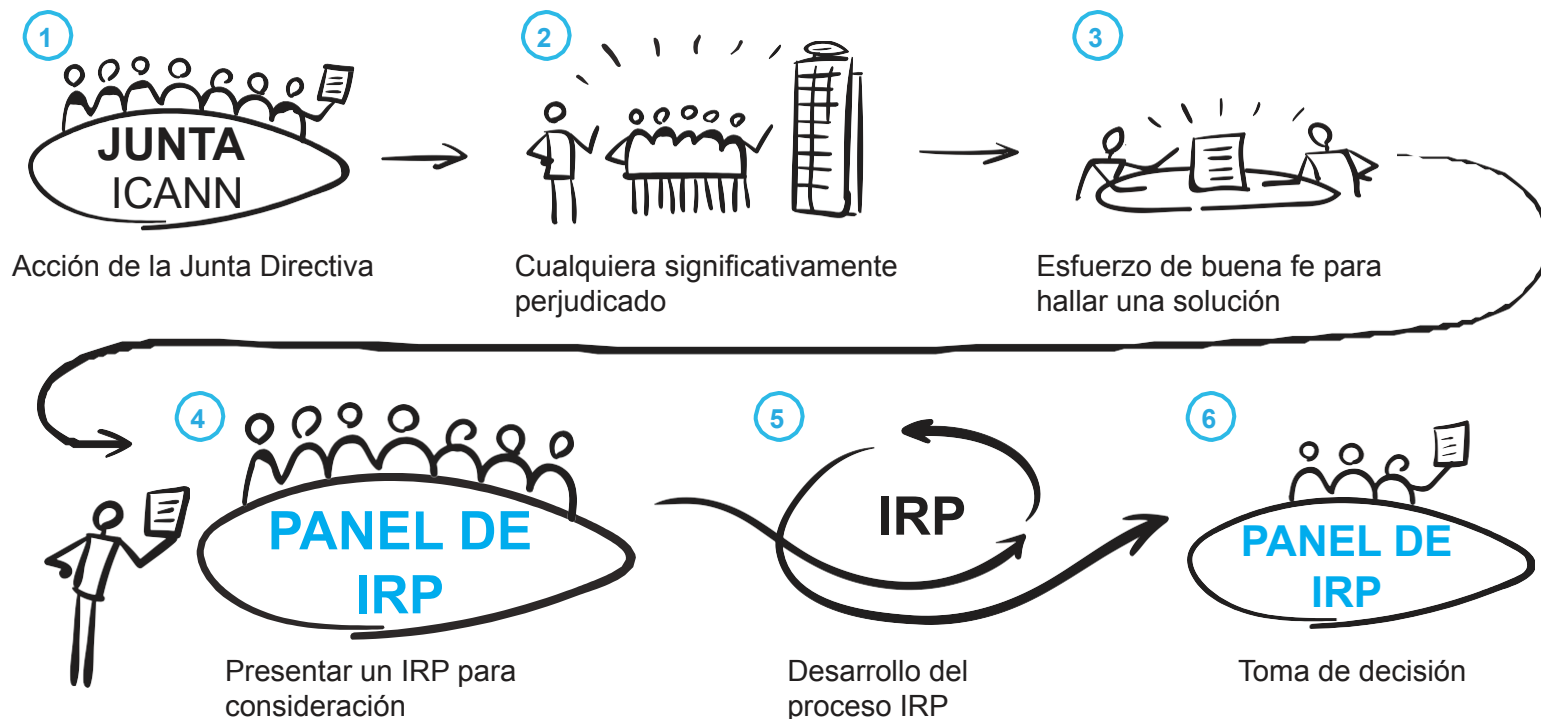 1
JUNTA
ICANN
Acción de la Junta Directiva
2
Cualquiera significativamente
perjudicado
3
Esfuerzo de buena fe para
hallar una solución
4
PANEL DE
IRP
Presentar un IRP para
consideración
5
IRP
Desarrollo del
proceso IRP
6
PANEL DE
IRP
Toma de decisión